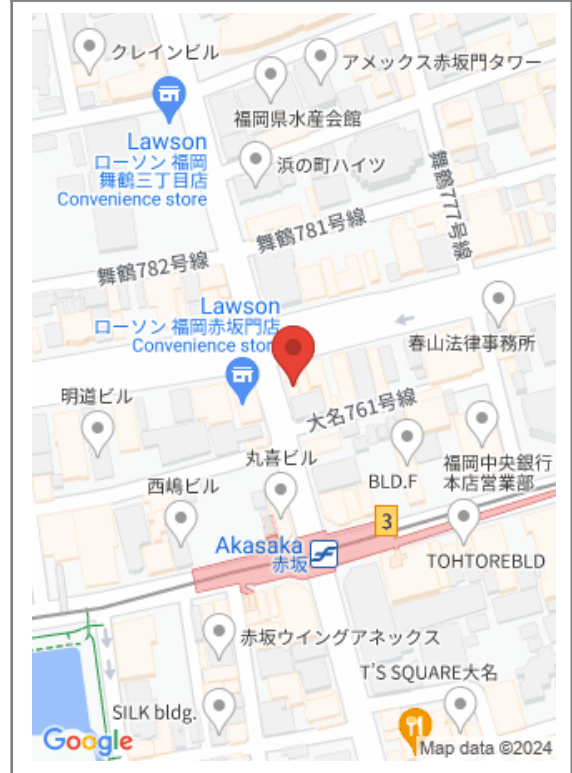 クレインビル
アメックス赤坂門タワー
福岡県水産会館
Lawson
ローソン 福岡
舞鶴三丁目店
Convenience store
浜の町ハイツ
舞鶴777号線
舞鶴781号線
舞鶴782号線
Lawson
ローソン 福岡赤坂門店
Convenience stor
春山法律事務所
明道ビル
大名761号線
丸喜ビル
西嶋ビル
BLD.F
福岡中央銀行
本店営業部
3
Akasaka
赤坂
TOHTOREBLD
赤坂ウイングアネックス
T'S SQUARE大名
SILK bldg.
Google
Map data ©2024